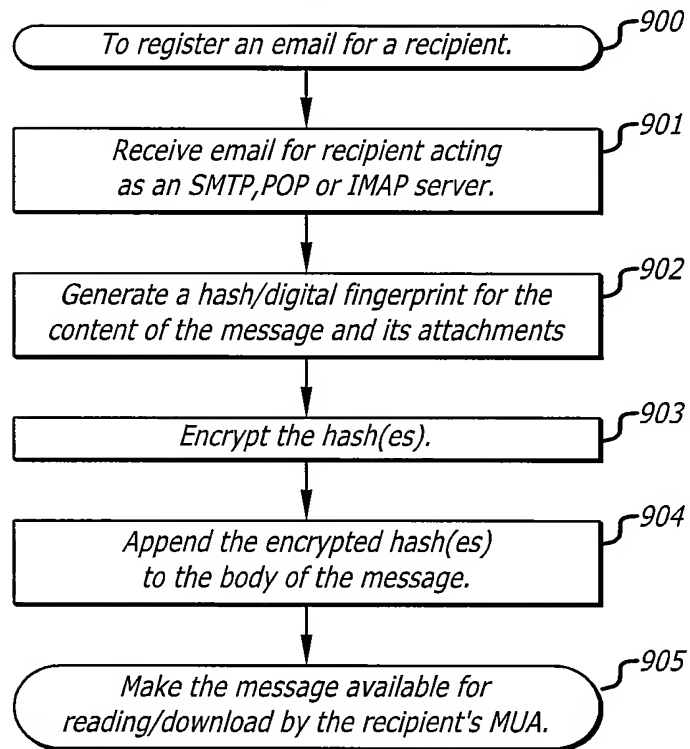 900
To register an email for a recipient.
901
Receive email for recipient acting
as an SMTP,POP or IMAP server.
902
Generate a hash/digital fingerprint for the
content of the message and its attachments
903
Encrypt the hash(es).
904
Append the encrypted hash(es)
to the body of the message.
905
Make the message available for
reading/download by the recipient's MUA.